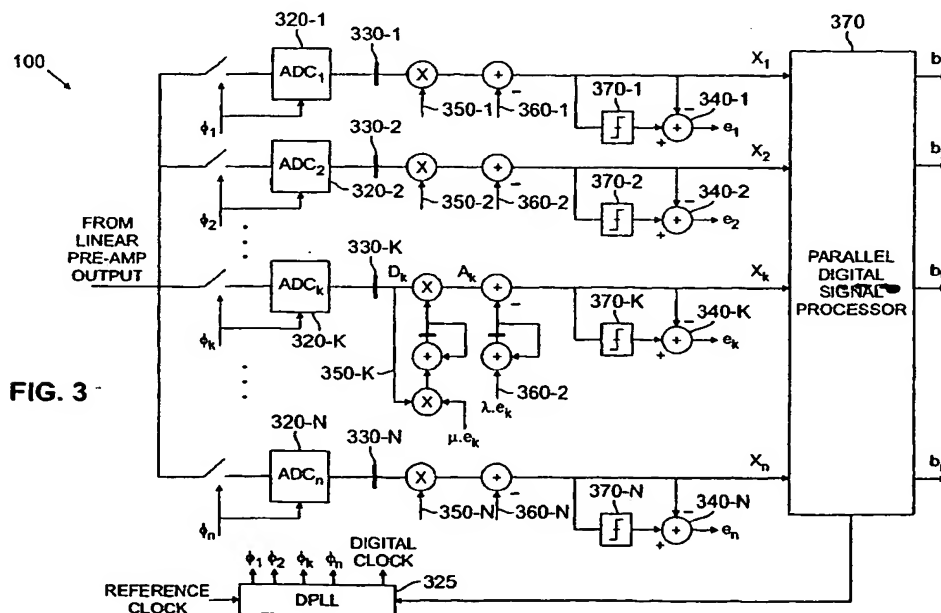 320-1
370
100
330-1
ADC1
X1
b
370-1
340-1
350-1
360-1
ϕ1
e1
330-2
X2
b
ADC2
370-2
340-2
320-2
350-2
360-2
ϕ2
e2
FROM
LINEAR
PRE-AMP
OUTPUT
330-K
Dk
Ak
Xk
b
ADCk
PARALLEL
DIGITAL
SIGNAL
PROCESSOR
370-K
340-K
320-K
ϕk
ek
FIG. 3
350-K
360-2
λ.ek
μ.ek
320-N
330-N
Xn
b
ADCn
370-N
340-N
350-N
360-N
ϕn
en
ϕ1 ϕ2 ϕk ϕn
DIGITAL
CLOCK
325
REFERENCE
CLOCK
DPLL